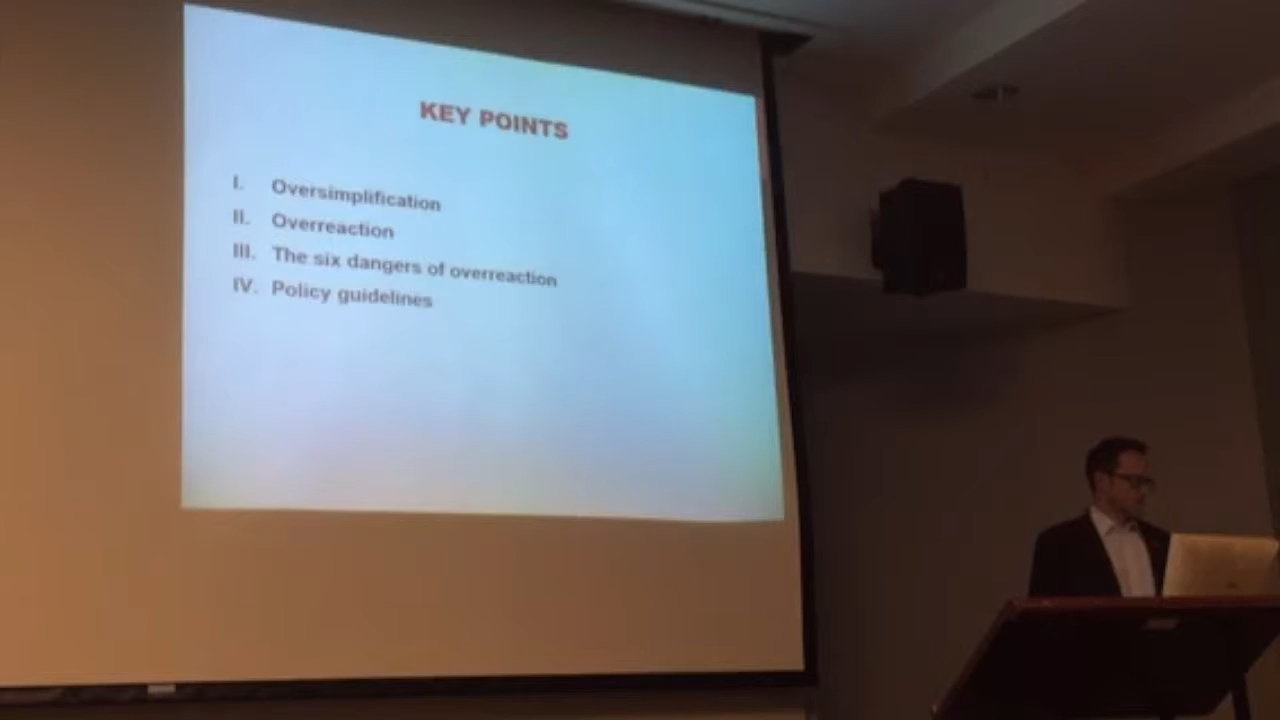 KEY POINTS
I. Oversimplification
II. Overreaction
III. The six dangers of overreaction
IV. Policy guidelines